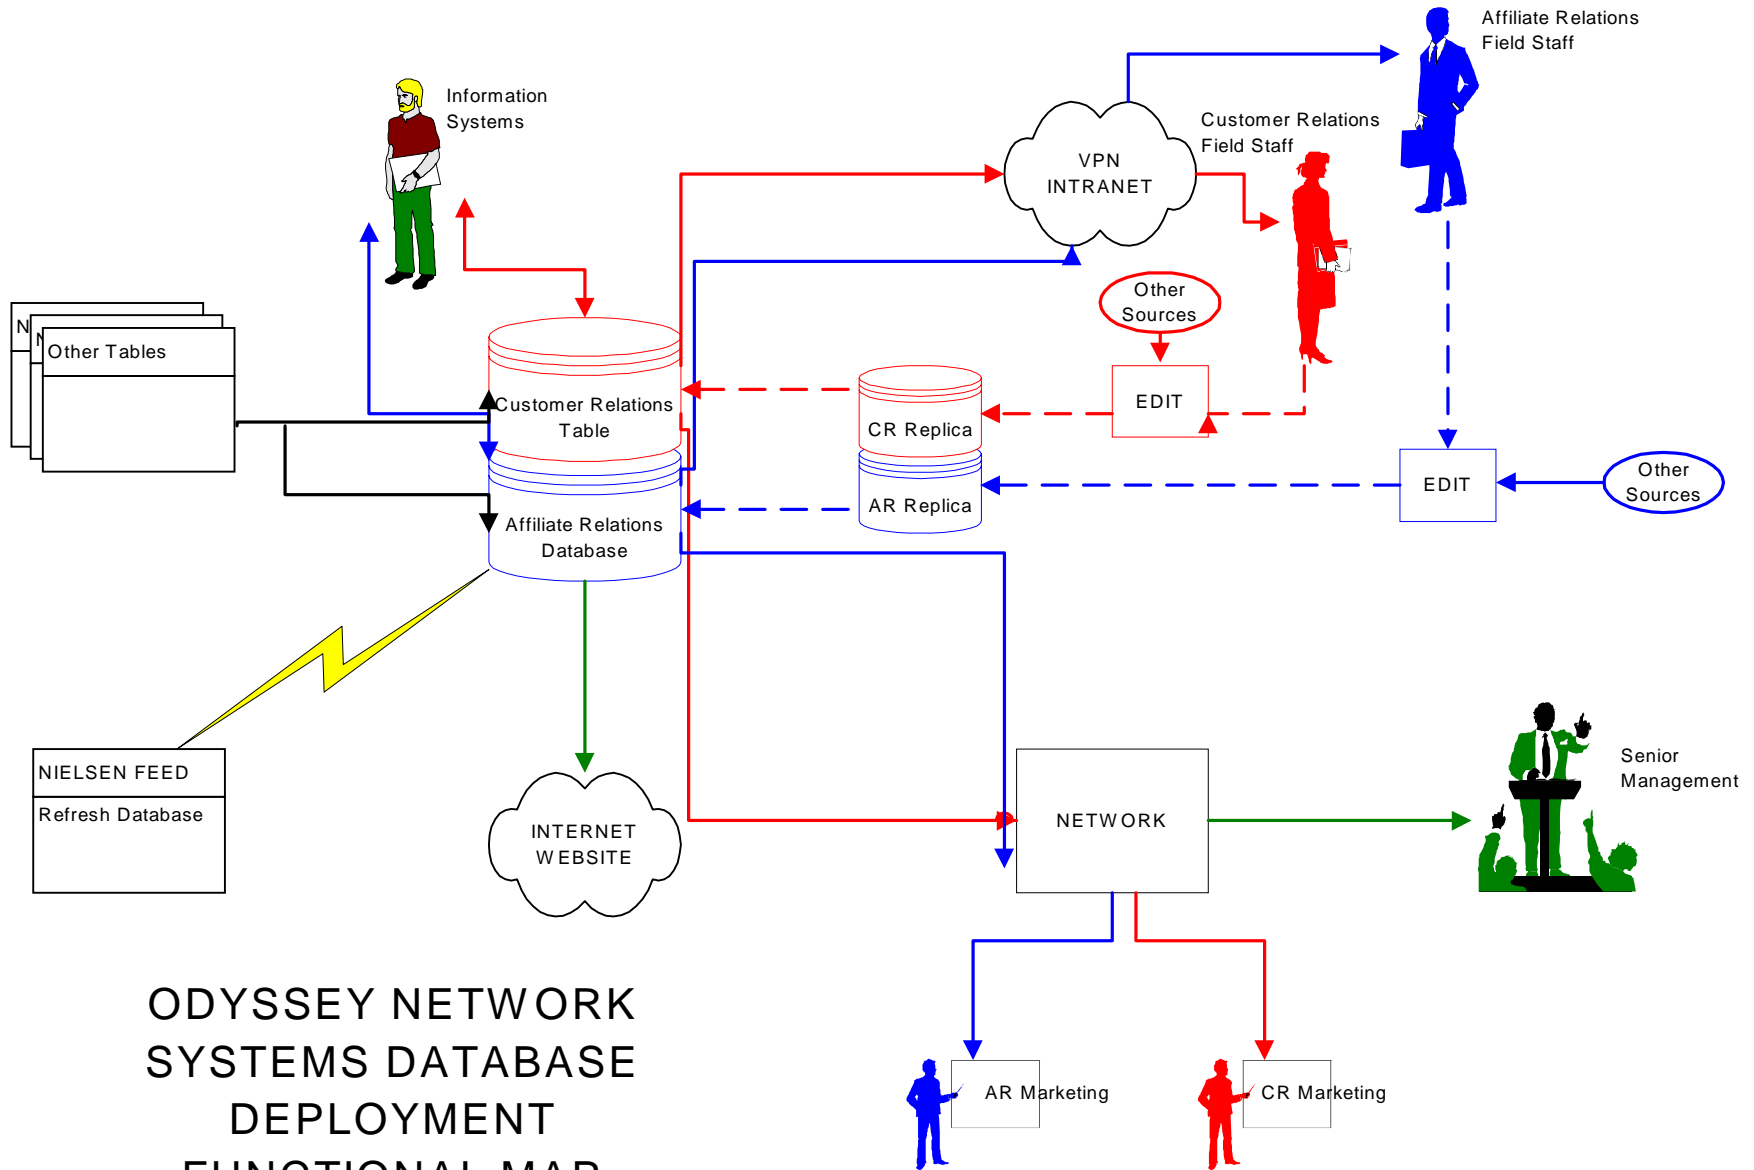 Affiliate Relations
Field Staff
Information
Systems
Customer Relations
Field Staff
VPN
INTRANET
Other
Sources
N
N
Other Tables
Customer Relations
Table
CR Replica
EDIT
AR Replica
EDIT
Other
Sources
Affiliate Relations
Database
NIELSEN FEED
Refresh Database
INTERNET
WEBSITE
NETWORK
Senior
Management
AR Marketing
CR Marketing
ODYSSEY NETWORK
SYSTEMS DATABASE
DEPLOYMENT
FUNCTIONAL MAP